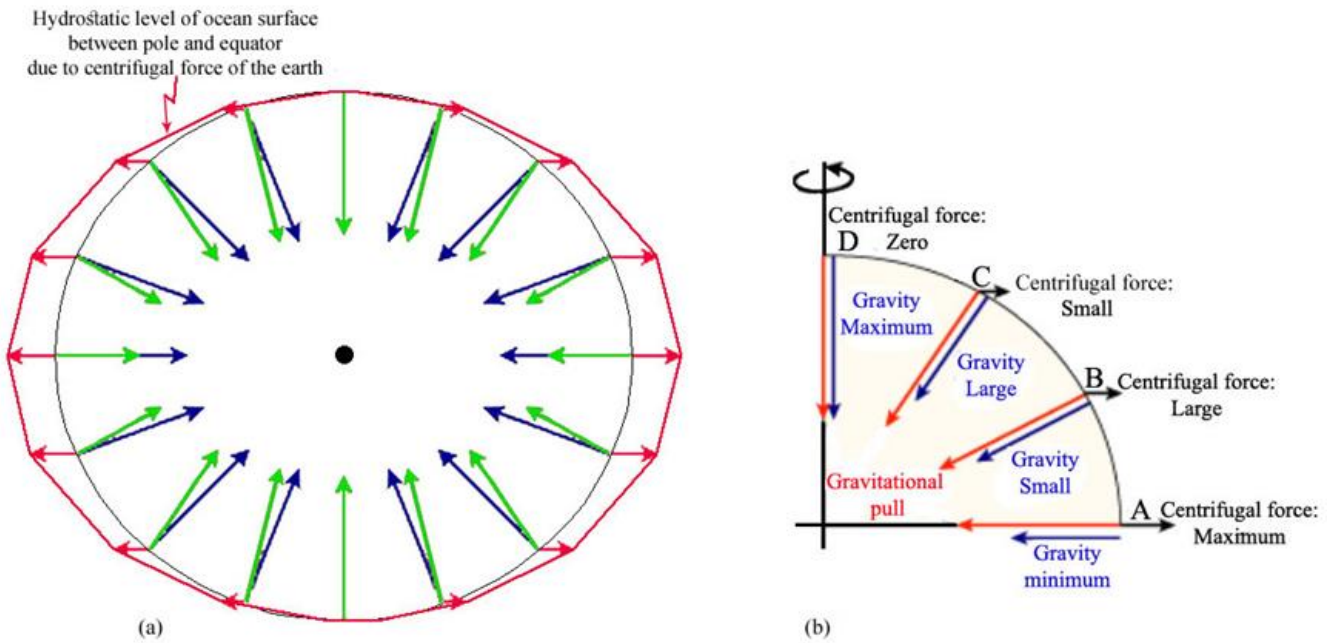 Hydrostatic level of ocean surface
between pole and equator
due to centrifugal force of the earth
(a)
Centrifugal force:
Zero
D
C
Centrifugal force:
Small
Gravity
Maximum
Gravity
Large
B
Centrifugal force:
Large
Gravity
Small
Gravitational
pull
A
Centrifugal force:
Maximum
Gravity
minimum
(b)